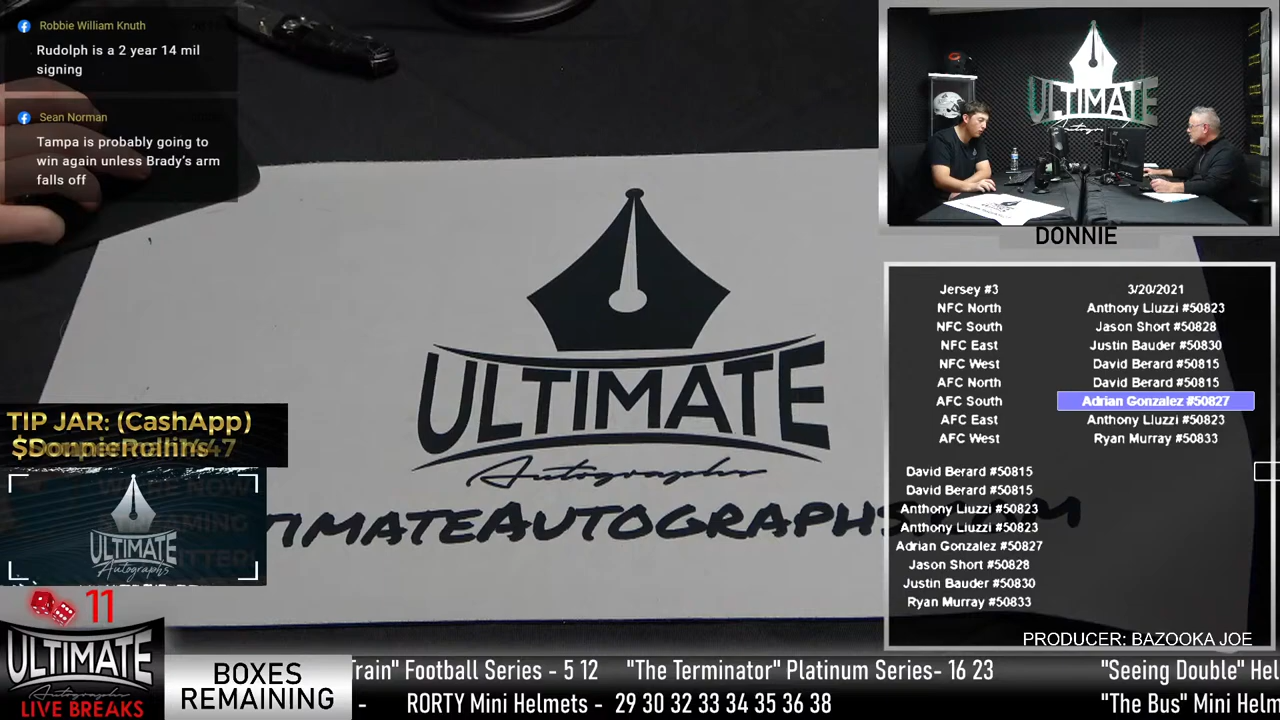 Robbie William Knuth
Rudolph is a 2 year 14 mil
signing
Sean Norman
Tampa is probably going to
win again unless Brady's arm
falls off
ULTIMATE
Autographs
DONNIE
ULTIMATE
Autographs
Jersey #3 3/20/2021
NFC North Anthony Lluzzi #50823
NFC South Jason Short #50828
NFC East Justin Bauder #50830
NFC West David Berard #50815
AFC North David Berard #50815
AFC South Adrian Gonzalez #50827
AFC East Anthony Lluzzi #50823
AFC West Ryan Murray #50833
David Berard #50815
David Berard #50815
Anthony Liuzzi #50823
Anthony Liuzzi #50823
Adrian Gonzalez #50827
Jason Short #50828
Justin Bauder #50830
Ryan Murray #50833
PRODUCER: BAZOOKA JOE
TIP JAR: (CashApp)
ULTIMATE
Autographs
11
ULTIMATE
Autographs
LIVE BREAKS
BOXES
REMAINING
Train" Football Series - 5 12 "The Terminator" Platinum Series- 16 23 "Seeing Double" Hel
- RORTY Mini Helmets - 29 30 32 33 34 35 36 38 "The Bus" Mini Helm